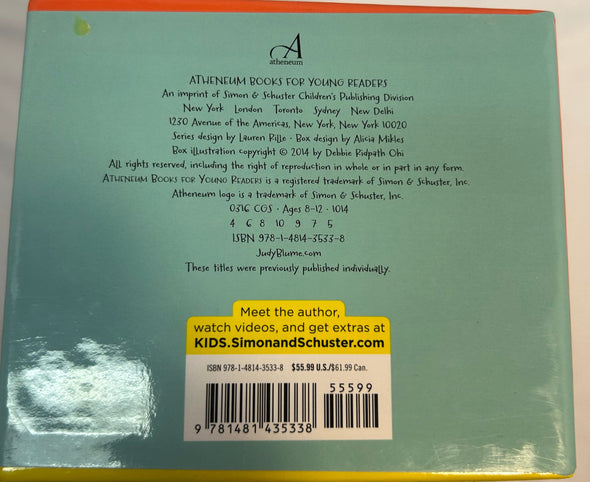 A
atheneum
ATHENEUM BOOKS FOR YOUNG READERS
An imprint of Simon & Schuster Children's Publishing Division
New York London Toronto Sydney New Delhi
1230 Avenue of the Americas, New York, New York 10020
Series design by Lauren Rille • Box design by Alicia Mikles
Box illustration copyright © 2014 by Debbie Ridpath Ohi
All rights reserved, including the right of reproduction in whole or in part in any form.
ATHENEUM BOOKS FOR YOUNG READERS is a registered trademark of Simon & Schuster, Inc.
Atheneum logo is a trademark of Simon & Schuster, Inc.
0316 CGS • Ages 8-12 • 1014
4 6 8 10 9 7 5
ISBN 978-1-4814-3533-8
JudyBlume.com
These titles were previously published individually.
Meet the author,
watch videos, and get extras at
KIDS.SimonandSchuster.com
ISBN 978-1-4814-3533-8 $55.99 U.S./$61.99 Can.
55599
9 781481 435338